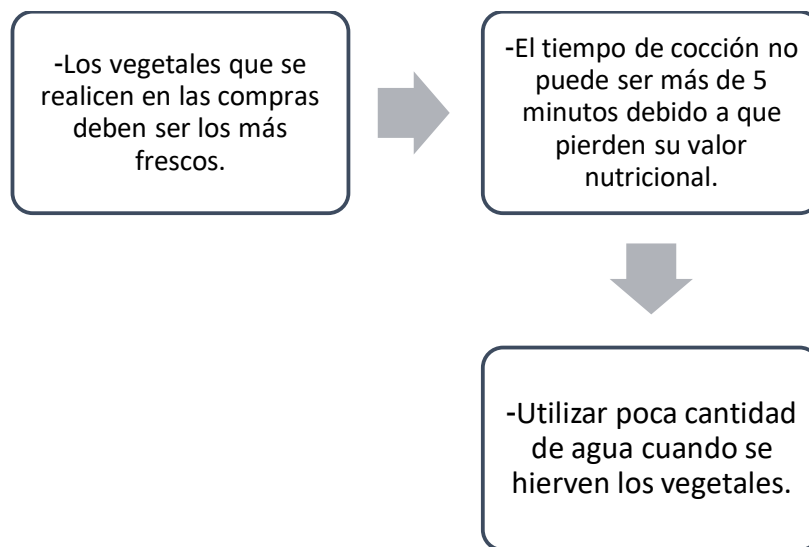 -Los vegetales que se
realicen en las compras
deben ser los más
frescos.
-El tiempo de cocción no
puede ser más de 5
minutos debido a que
pierden su valor
nutricional.
-Utilizar poca cantidad
de agua cuando se
hierven los vegetales.